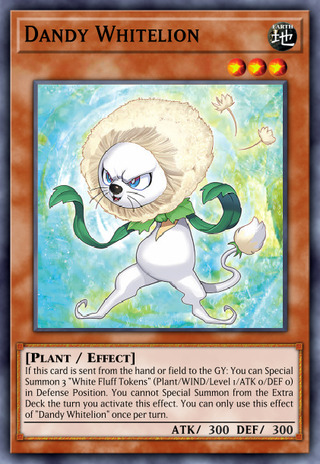 DANDY WHITELION
EARTH
地
[PLANT / EFFECT]
If this card is sent from the hand or field to the GY: You can Special
Summon 3 "White Fluff Tokens" (Plant/WIND/Level 1/ATK 0/DEF 0)
in Defense Position. You cannot Special Summon from the Extra
Deck the turn you activate this effect. You can only use this effect
of "Dandy Whitelion" once per turn.
ATK/ 300 DEF/ 300